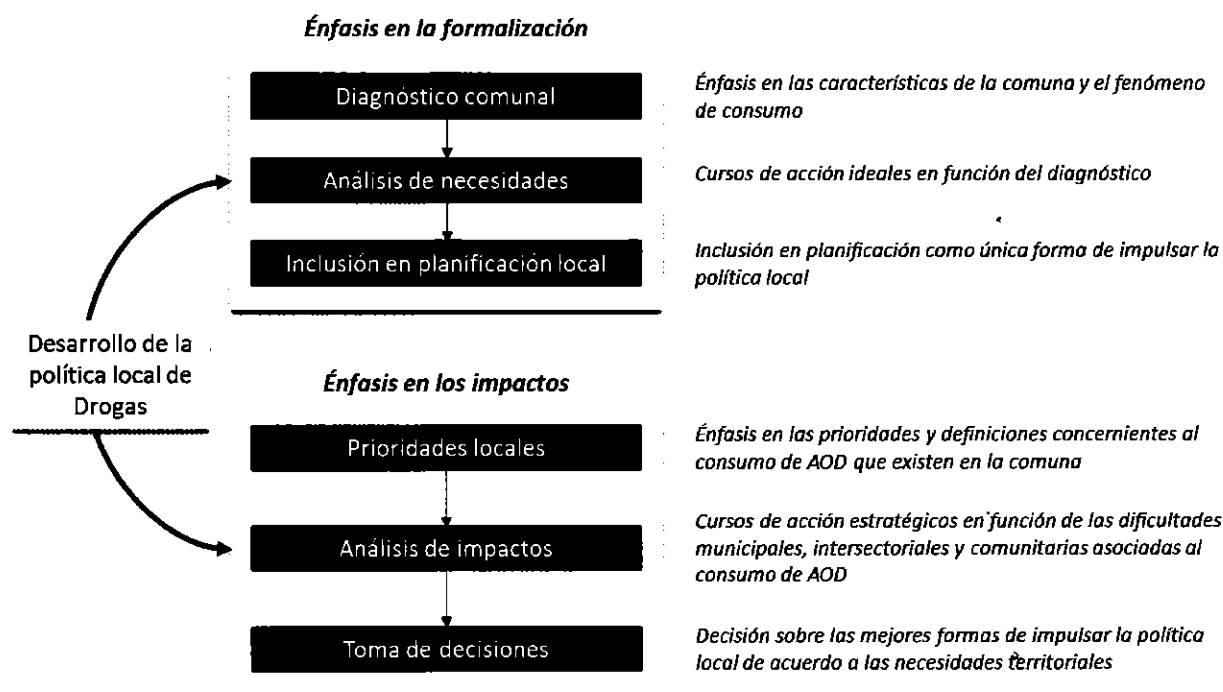 Énfasis en la formalización
Diagnóstico comunal
Énfasis en las características de la comuna y el fenómeno
de consumo
Análisis de necesidades
Cursos de acción ideales en función del diagnóstico
Inclusión en planificación local
Inclusión en planificación como única forma de impulsar la
política local
Desarrollo de la
política local de
Drogas
Énfasis en los impactos
Prioridades locales
Énfasis en las prioridades y definiciones concernientes al
consumo de AOD que existen en la comuna
Análisis de impactos
Cursos de acción estratégicos en función de las dificultades
municipales, intersectoriales y comunitarias asociadas al
consumo de AOD
Toma de decisiones
Decisión sobre las mejores formas de impulsar la política
local de acuerdo a las necesidades territoriales